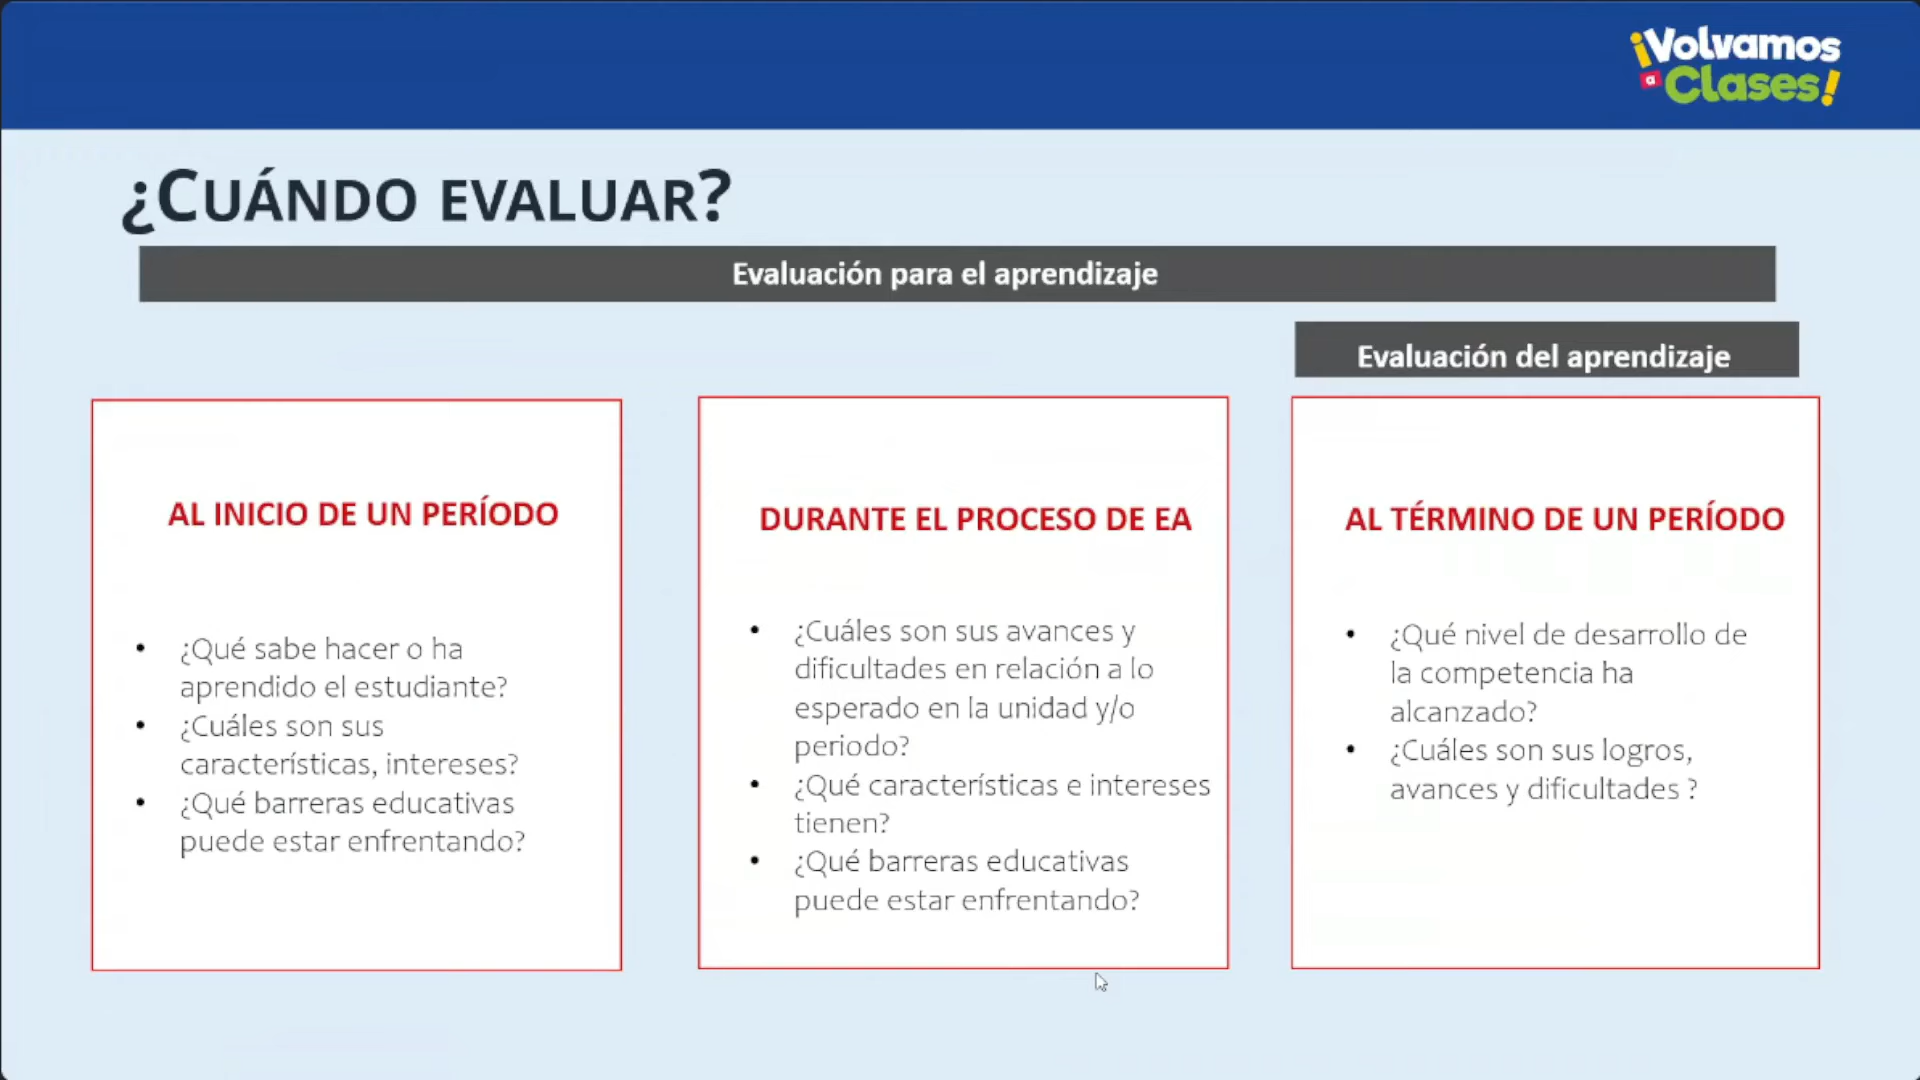 ¡Volvamos
a Clases!
¿CUÁNDO EVALUAR?
Evaluación para el aprendizaje
Evaluación del aprendizaje
AL INICIO DE UN PERÍODO
• ¿Qué sabe hacer o ha
aprendido el estudiante?
• ¿Cuáles son sus
características, intereses?
• ¿Qué barreras educativas
puede estar enfrentando?
DURANTE EL PROCESO DE EA
• ¿Cuáles son sus avances y
dificultades en relación a lo
esperado en la unidad y/o
periodo?
• ¿Qué características e intereses
tienen?
• ¿Qué barreras educativas
puede estar enfrentando?
AL TÉRMINO DE UN PERÍODO
• ¿Qué nivel de desarrollo de
la competencia ha
alcanzado?
• ¿Cuáles son sus logros,
avances y dificultades ?